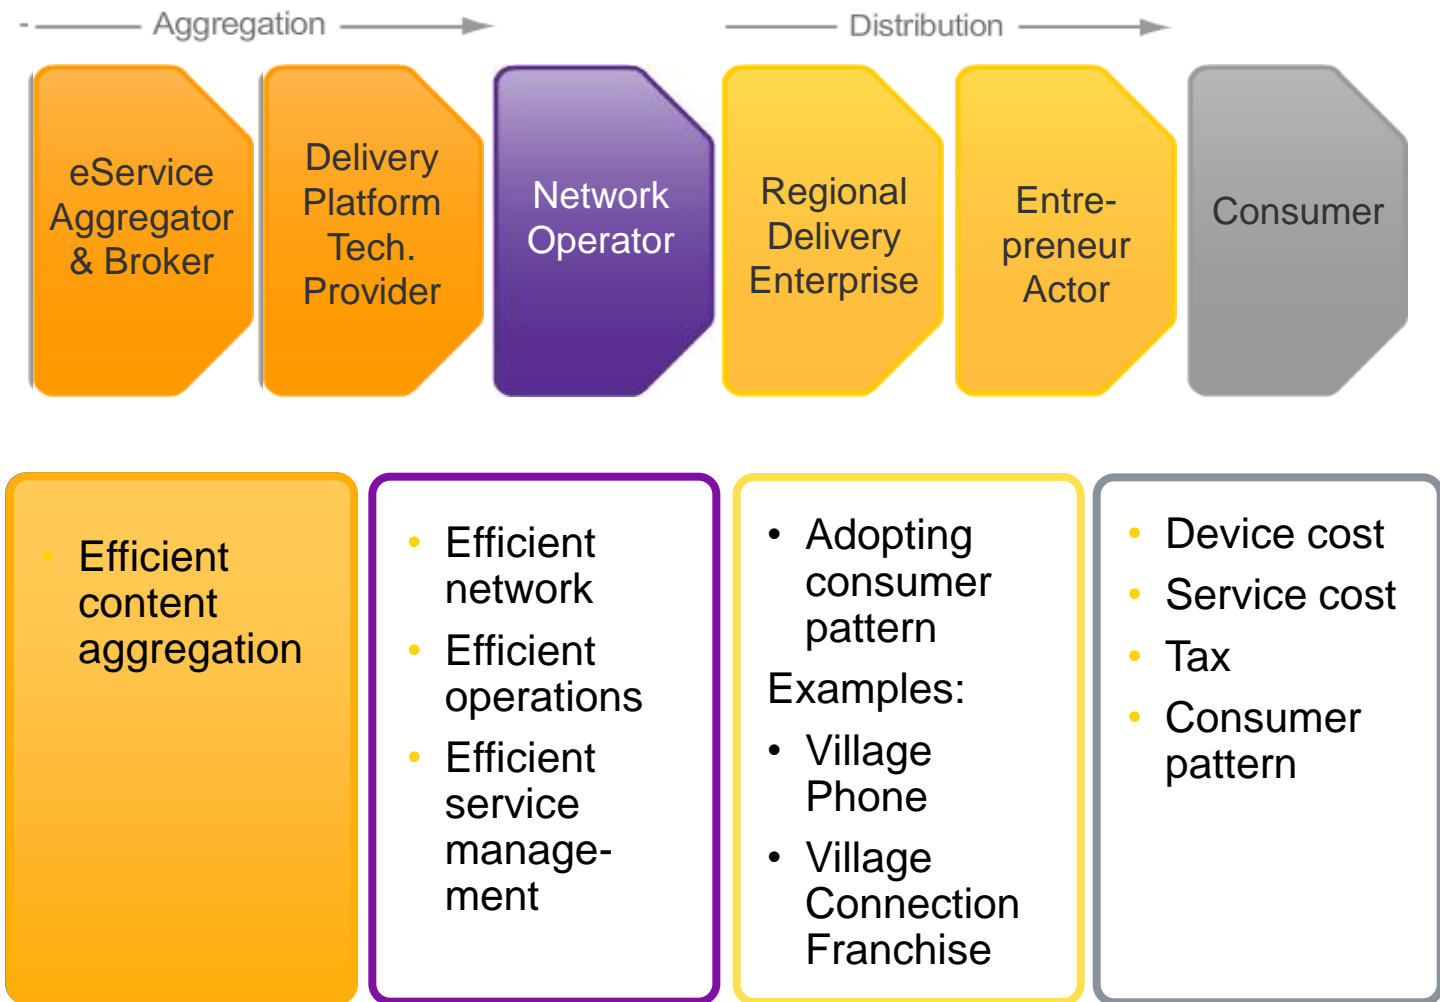 Aggregation
Distribution
eService
Aggregator
& Broker
Delivery
Platform
Tech.
Provider
Network
Operator
Regional
Delivery
Enterprise
Entre-
preneur
Actor
Consumer
• Efficient
content
aggregation
• Efficient
network
• Efficient
operations
• Efficient
service
manage-
ment
• Adopting
consumer
pattern
Examples:
• Village
Phone
• Village
Connection
Franchise
• Device cost
• Service cost
• Tax
• Consumer
pattern